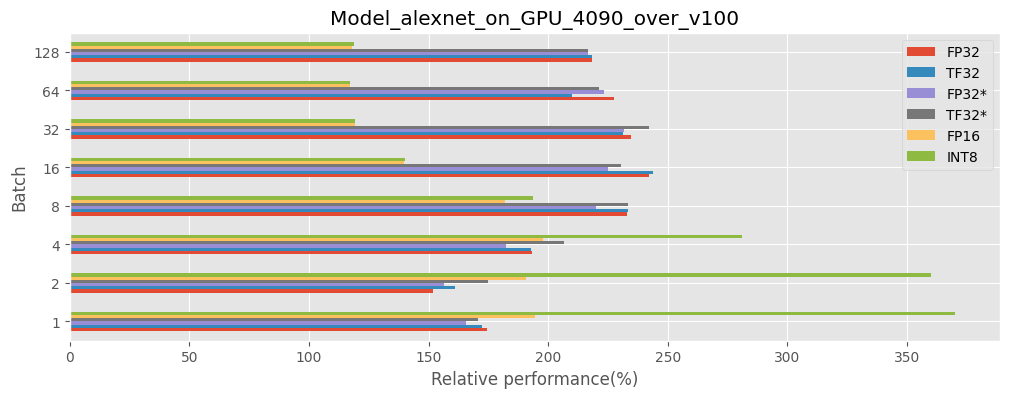 Model_alexnet_on_GPU_4090_over_v100
Batch
128
64
32
16
8
4
2
1
0
50
100
150
200
250
300
350
Relative performance(%)
FP32
TF32
FP32*
TF32*
FP16
INT8